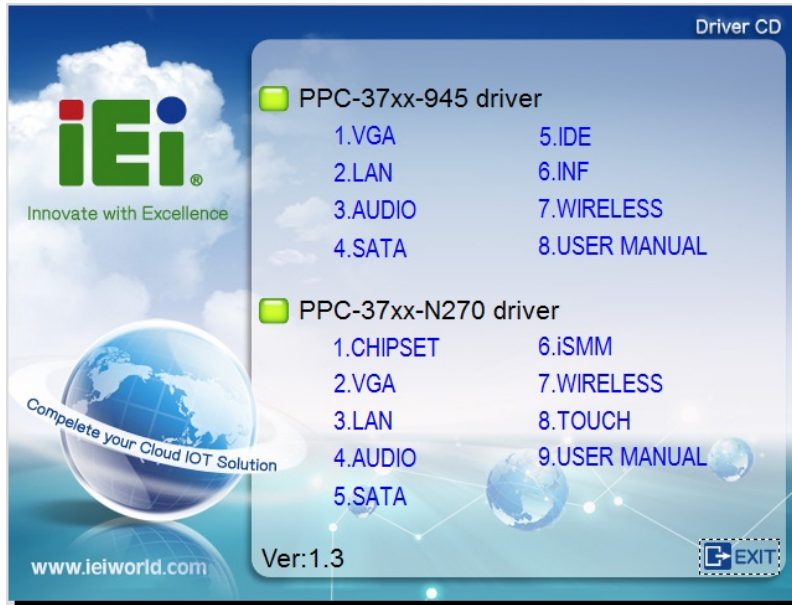 Driver CD
iEi®
Innovate with Excellence
PPC-37xx-945 driver
1.VGA
2.LAN
3.AUDIO
4.SATA
5.IDE
6.INF
7.WIRELESS
8.USER MANUAL
PPC-37xx-N270 driver
1.CHIPSET
2.VGA
3.LAN
4.AUDIO
5.SATA
6.iSMM
7.WIRELESS
8.TOUCH
9.USER MANUAL
Compelete your Cloud IOT Solution
www.ieiworld.com
Ver:1.3
EXIT